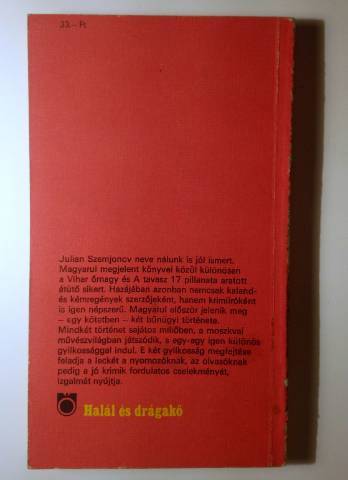 33,– Ft
Julian Szemjonov neve nálunk is jól ismert.
Magyarul megjelent könyvei közül különösen
a Vihar őrnagy és A tavasz 17 pillanata aratott
átütő sikert. Hazájában azonban nemcsak kaland-
és kémregények szerzőjeként, hanem krimiíróként
is igen népszerű. Magyarul először jelenik meg
– egy kötetben – két bűnügyi története.
Mindkét történet sajátos miliőben, a moszkvai
művészvilágban játszódik, s egy-egy igen különös
gyilkossággal indul. E két gyilkosság megfejtése
feladja a leckét a nyomozóknak, az olvasóknak
pedig a jó krimik fordulatos cselekményét,
izgalmát nyújtja.
Halál és drágakő